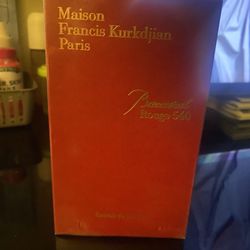 Maison
Francis Kurkdjian
Paris
Baccarat
Rouge 540